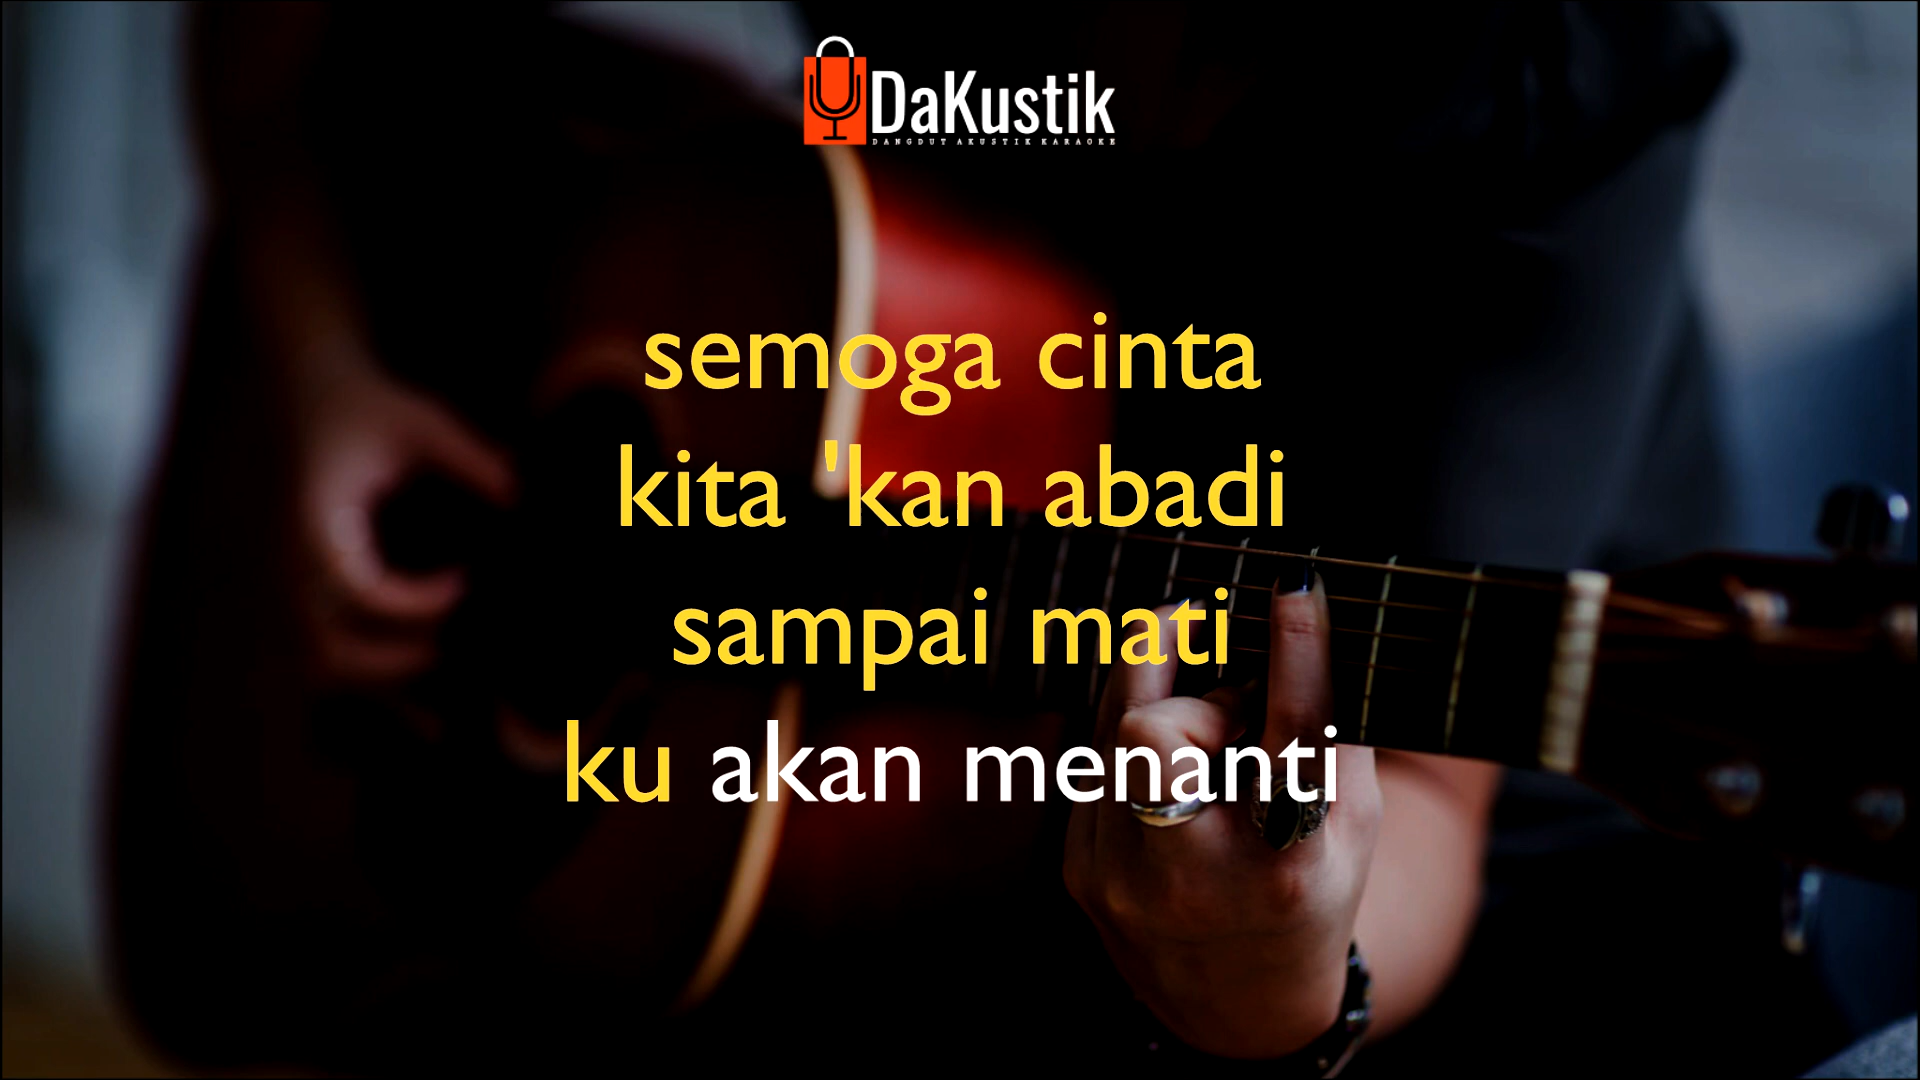 DaKustik
DANGDUT AKUSTIK KARAOKE
semoga cinta
kita 'kan abadi
sampai mati
ku akan menanti